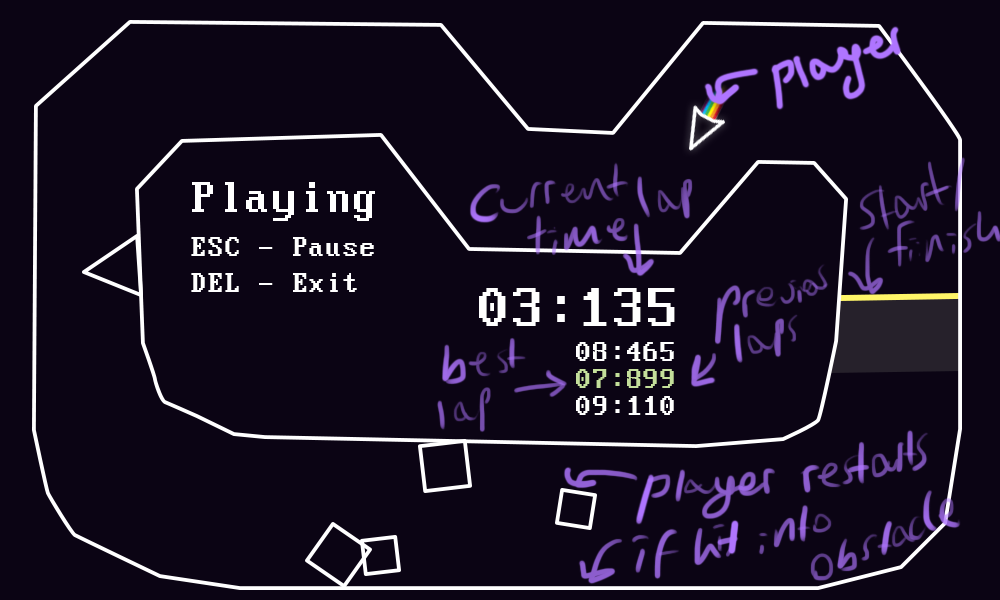 player
Playing
ESC - Pause
DEL - Exit
Current lap
time
Start/
finish
03:135
previos
laps
best
lap
08:465
07:899
09:110
player restarts
if hit into
obstacle